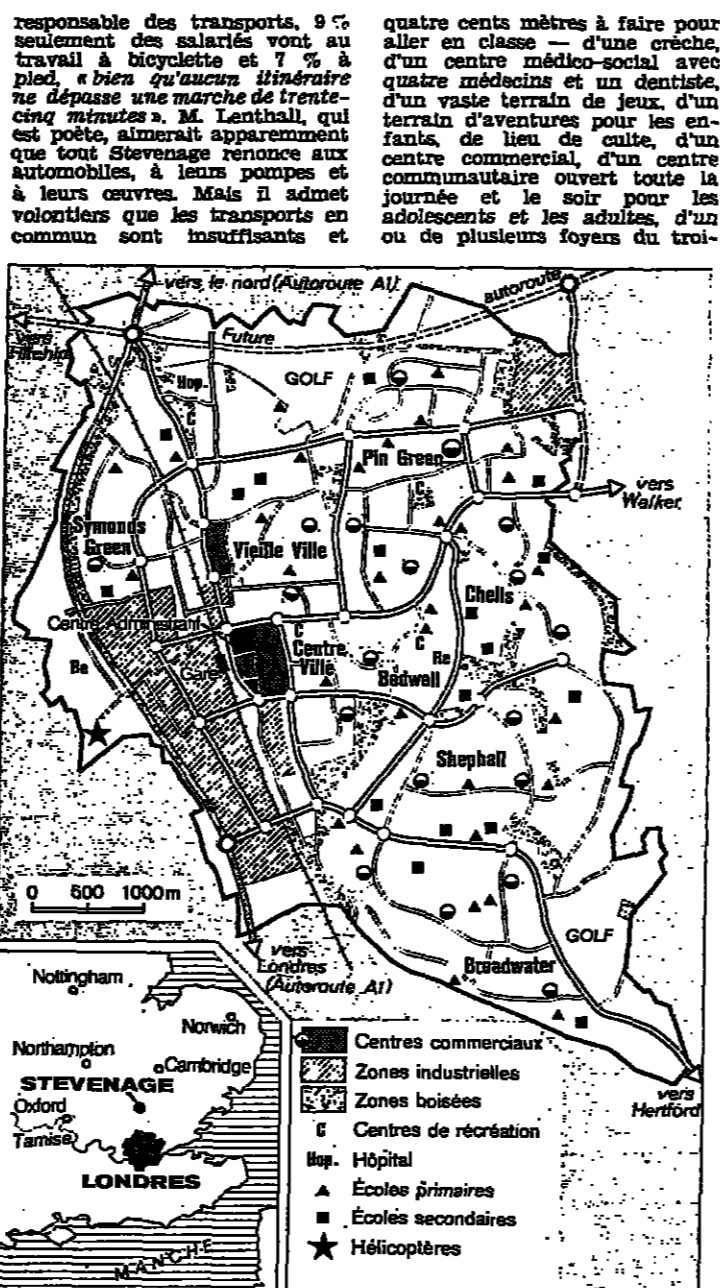 responsable des transports, 9 %
seulement des salariés vont au
travail à bicyclette et 7 % à
pied, « bien qu'aucun itinéraire
ne dépasse une marche de trente-
cinq minutes ». M. Lenthall, qui
est poète, aimerait apparemment
que tout Stevenage renonce aux
automobiles, à leurs pompes et
à leurs œuvres. Mais il admet
volontiers que les transports en
commun sont insuffisants et
quatre cents mètres à faire pour
aller en classe — d'une crèche,
d'un centre médico-social avec
quatre médecins et un dentiste,
d'un vaste terrain de jeux, d'un
terrain d'aventures pour les en-
fants, de lieu de culte, d'un
centre commercial, d'un centre
communautaire ouvert toute la
journée et le soir pour les
adolescents et les adultes, d'un
ou de plusieurs foyers du troi-
vers le nord (Autoroute A1)
autoroute
vers
Hitchin
Future
Hop.
GOLF
Pin Green
C
vers
Walker
Symonds
Green
Vieille Ville
Chells
Centre Administratif
C
Centre
Ville
C
Re
Re
Gare
Bedwell
Shephall
0 500 1000m
GOLF
vers
Londres
(Autoroute A1)
Broadwater
vers
Hertford
Nottingham
Norwich
Northampton
Cambridge
STEVENAGE
Oxford
Tamise
LONDRES
MANCHE
Centres commerciaux
Zones industrielles
Zones boisées
C Centres de récréation
Hop. Hôpital
Écoles primaires
Écoles secondaires
Hélicoptères